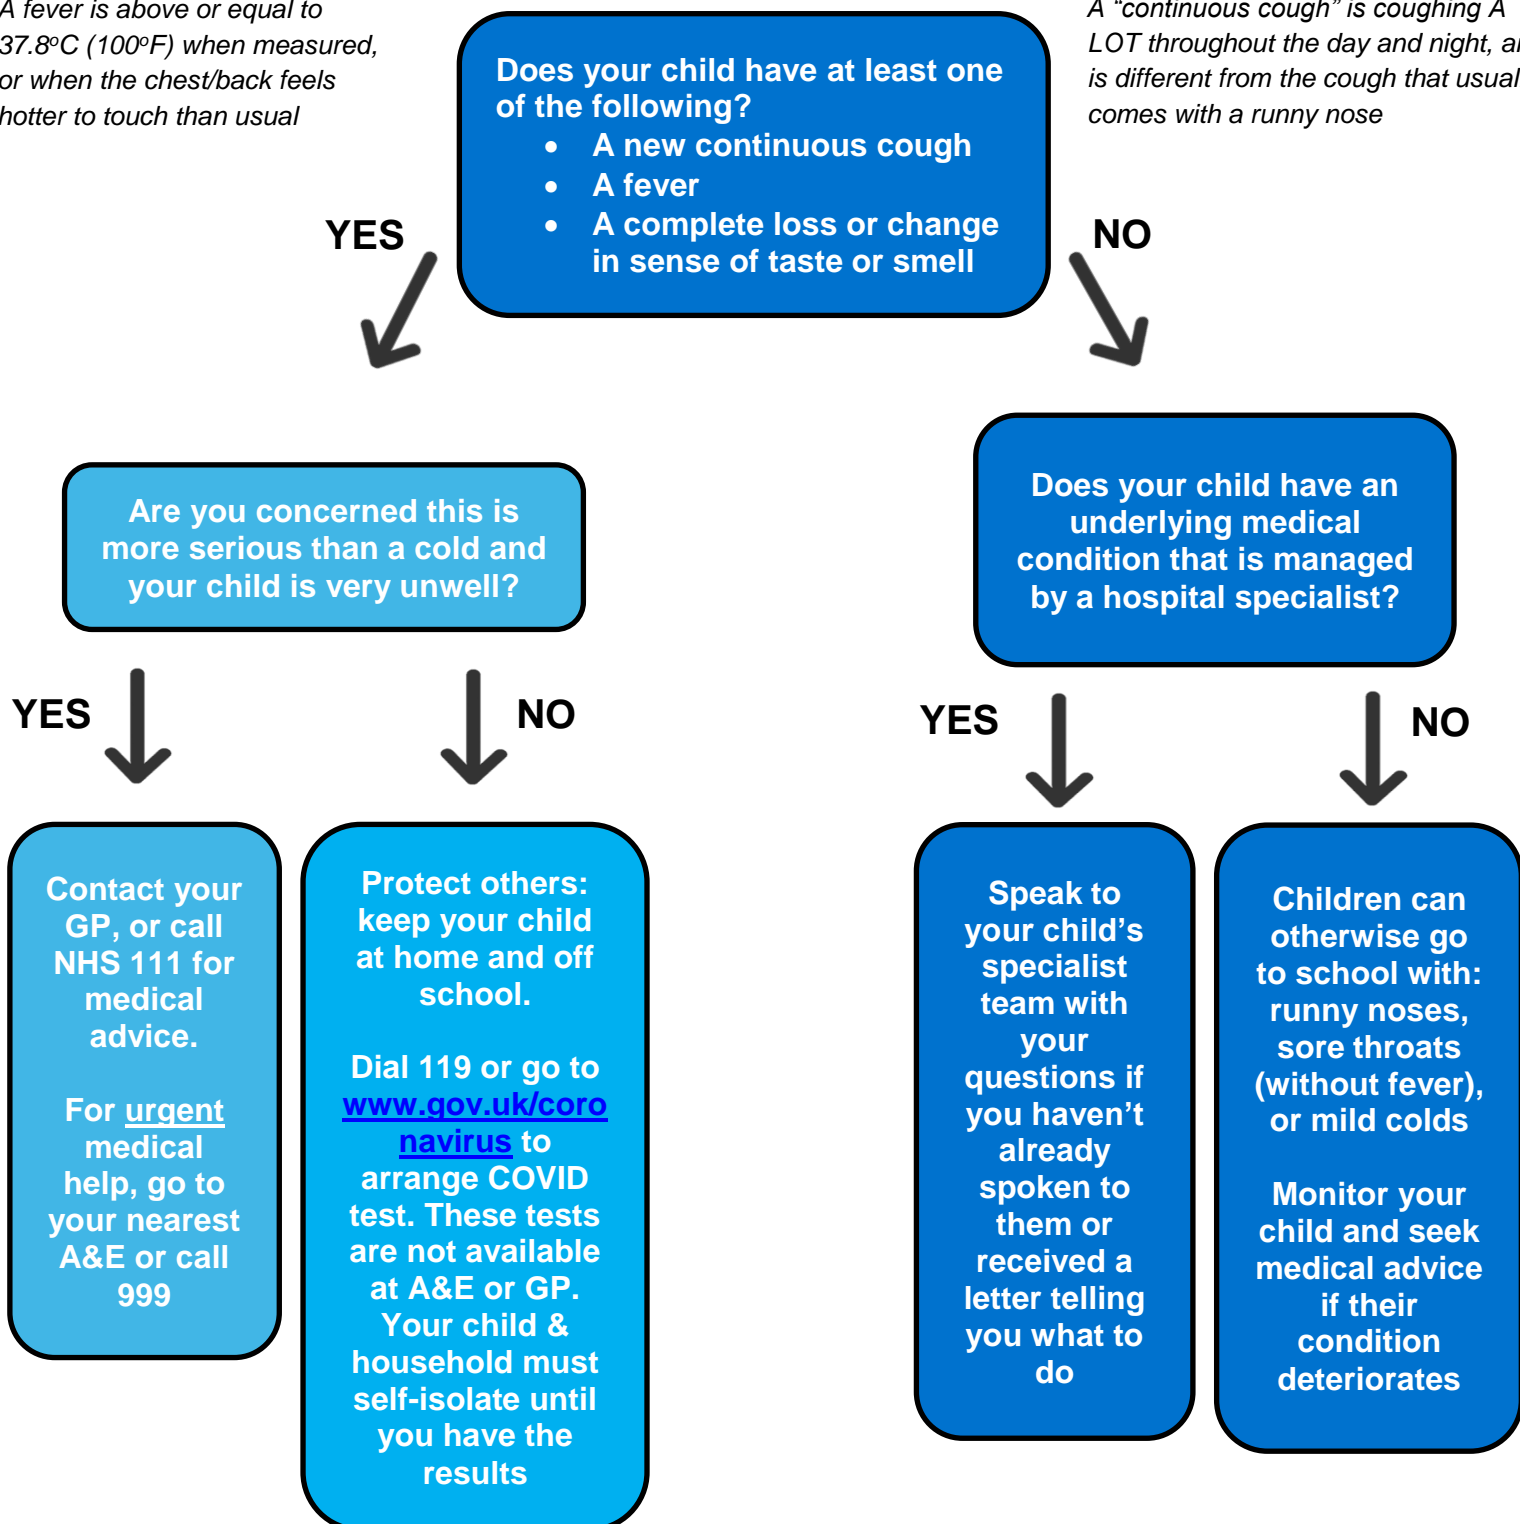 A fever is above or equal to
37.8ºC (100ºF) when measured,
or when the chest/back feels
hotter to touch than usual
Does your child have at least one
of the following?
• A new continuous cough
• A fever
• A complete loss or change
in sense of taste or smell
A “continuous cough” is coughing A
LOT throughout the day and night,
is different from the cough that
comes with a runny nose
YES
NO
Are you concerned this is
more serious than a cold and
your child is very unwell?
Does your child have an
underlying medical
condition that is managed
by a hospital specialist?
YES
NO
YES
NO
Contact your
GP, or call
NHS 111 for
medical
advice.
For urgent
medical
help, go to
your nearest
A&E or call
999
Protect others:
keep your child
at home and off
school.
Dial 119 or go to
www.gov.uk/coro
navirus to
arrange COVID
test. These tests
are not available
at A&E or GP.
Your child &
household must
self-isolate until
you have the
results
Speak to
your child’s
specialist
team with
your
questions if
you haven’t
already
spoken to
them or
received a
letter telling
you what to
do
Children can
otherwise go
to school with:
runny noses,
sore throats
(without fever),
or mild colds
Monitor your
child and seek
medical advice
if their
condition
deteriorates